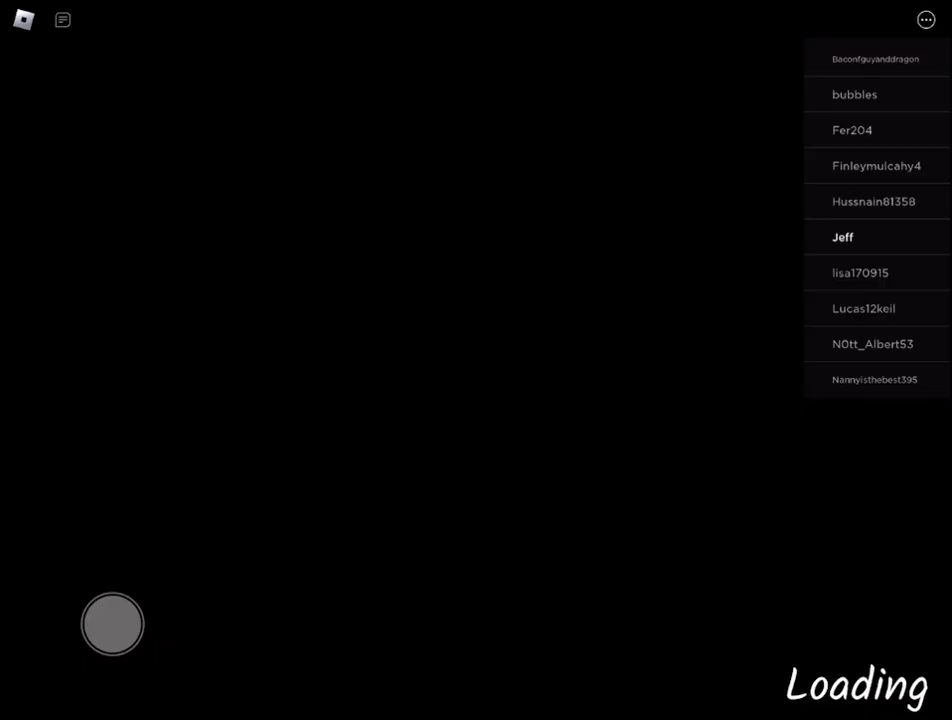 Baconfguyanddragon
bubbles
Fer204
Finleymulcahy4
Hussnain81358
Jeff
lisa170915
Lucas12keil
N0tt_Albert53
Nannyisthebest395
Loading